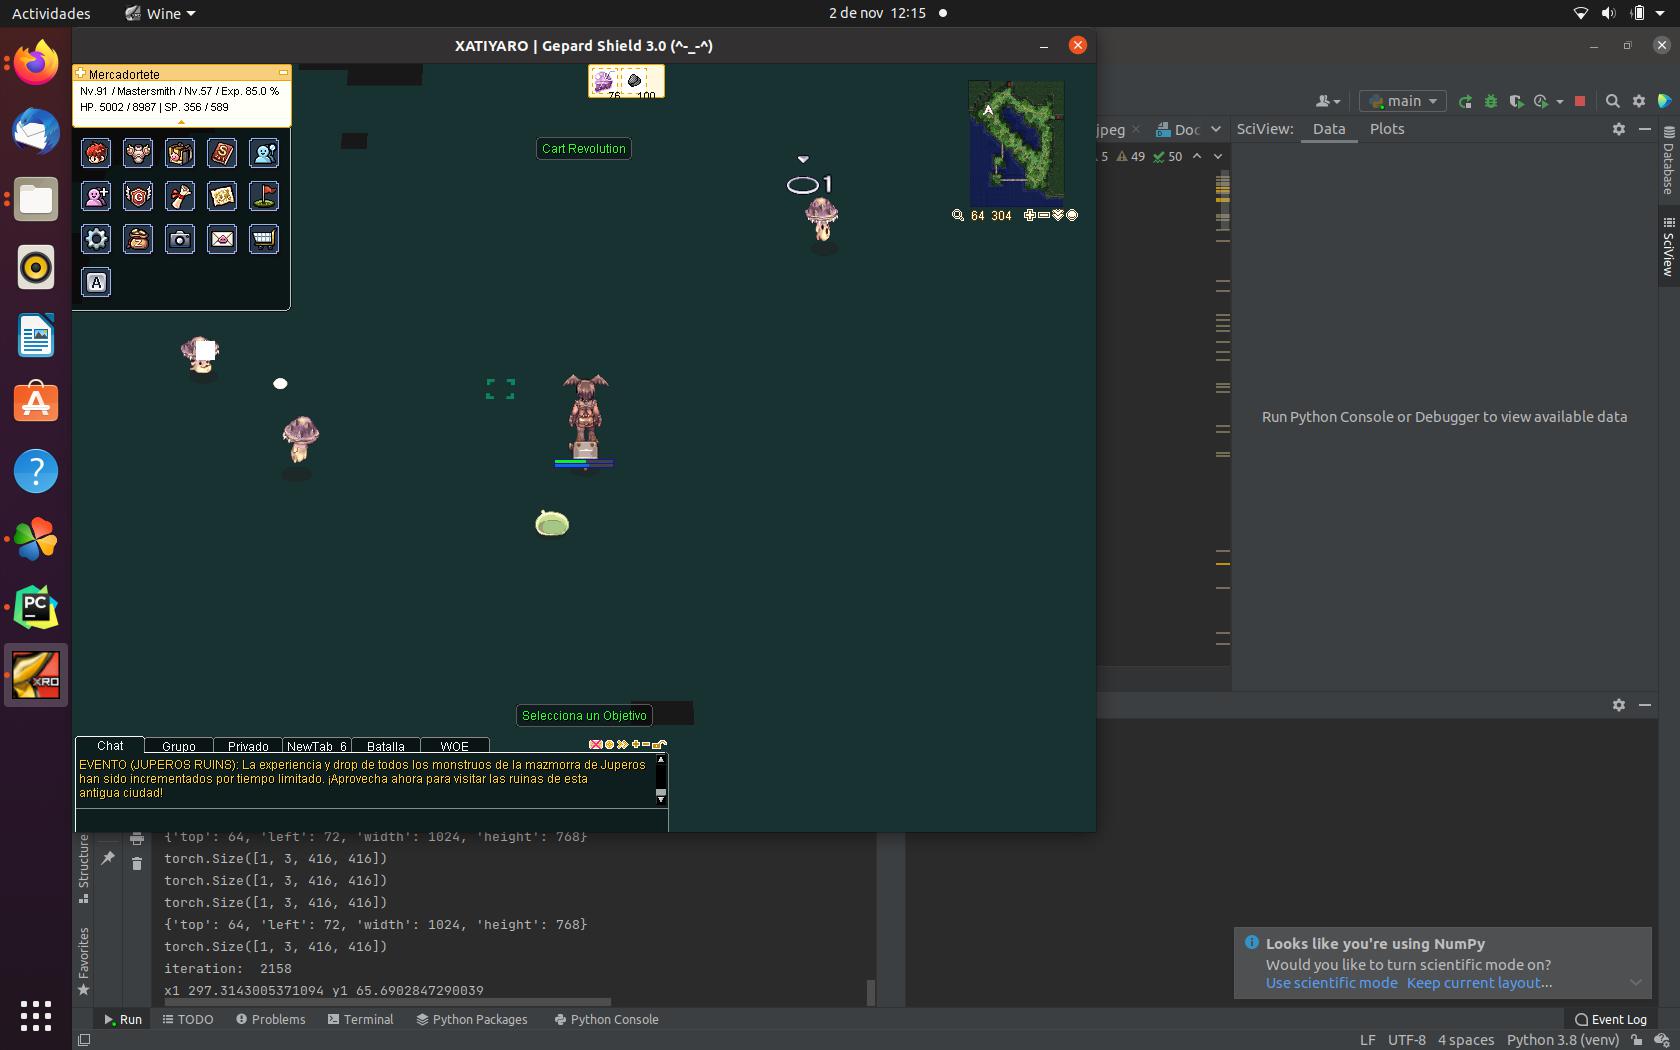 Actividades
Wine
2 de nov 12:15
XATIYARO | Gepard Shield 3.0 (^-_-^)
Mercadortete
Nv.91 / Mastersmith / Nv.57 / Exp. 85.0 %
HP. 5002 / 8987 | SP. 356 / 589
76 100
Cart Revolution
1
64 304
A
main
jpeg
Doc
SciView:
Data
Plots
5
49
50
Database
SciView
Run Python Console or Debugger to view available data
PC
XRO
Selecciona un Objetivo
Chat
Grupo
Privado
NewTab_6
Batalla
WOE
EVENTO (JUPEROS RUINS): La experiencia y drop de todos los monstruos de la mazmorra de Juperos
han sido incrementados por tiempo limitado. ¡Aprovecha ahora para visitar las ruinas de esta
antigua ciudad!
Structure
Favorites
{'top': 64, 'left': 72, 'width': 1024, 'height': 768}
torch.Size([1, 3, 416, 416])
torch.Size([1, 3, 416, 416])
torch.Size([1, 3, 416, 416])
{'top': 64, 'left': 72, 'width': 1024, 'height': 768}
torch.Size([1, 3, 416, 416])
iteration:  2158
x1 297.3143005371094 y1 65.6902847290039
Looks like you're using NumPy
Would you like to turn scientific mode on?
Use scientific mode Keep current layout...
Run
TODO
Problems
Terminal
Python Packages
Python Console
Event Log
LF UTF-8 4 spaces Python 3.8 (venv)